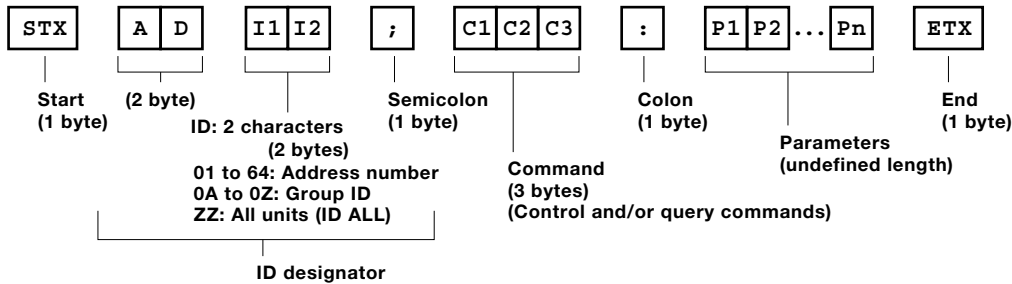 STX A D I1 I2 ; C1 C2 C3 : P1 P2 ... Pn ETX
Start
(1 byte)
(2 byte)
ID: 2 characters
(2 bytes)
01 to 64: Address number
0A to 0Z: Group ID
ZZ: All units (ID ALL)
Semicolon
(1 byte)
Command
(3 bytes)
(Control and/or query commands)
Colon
(1 byte)
Parameters
(undefined length)
End
(1 byte)
ID designator